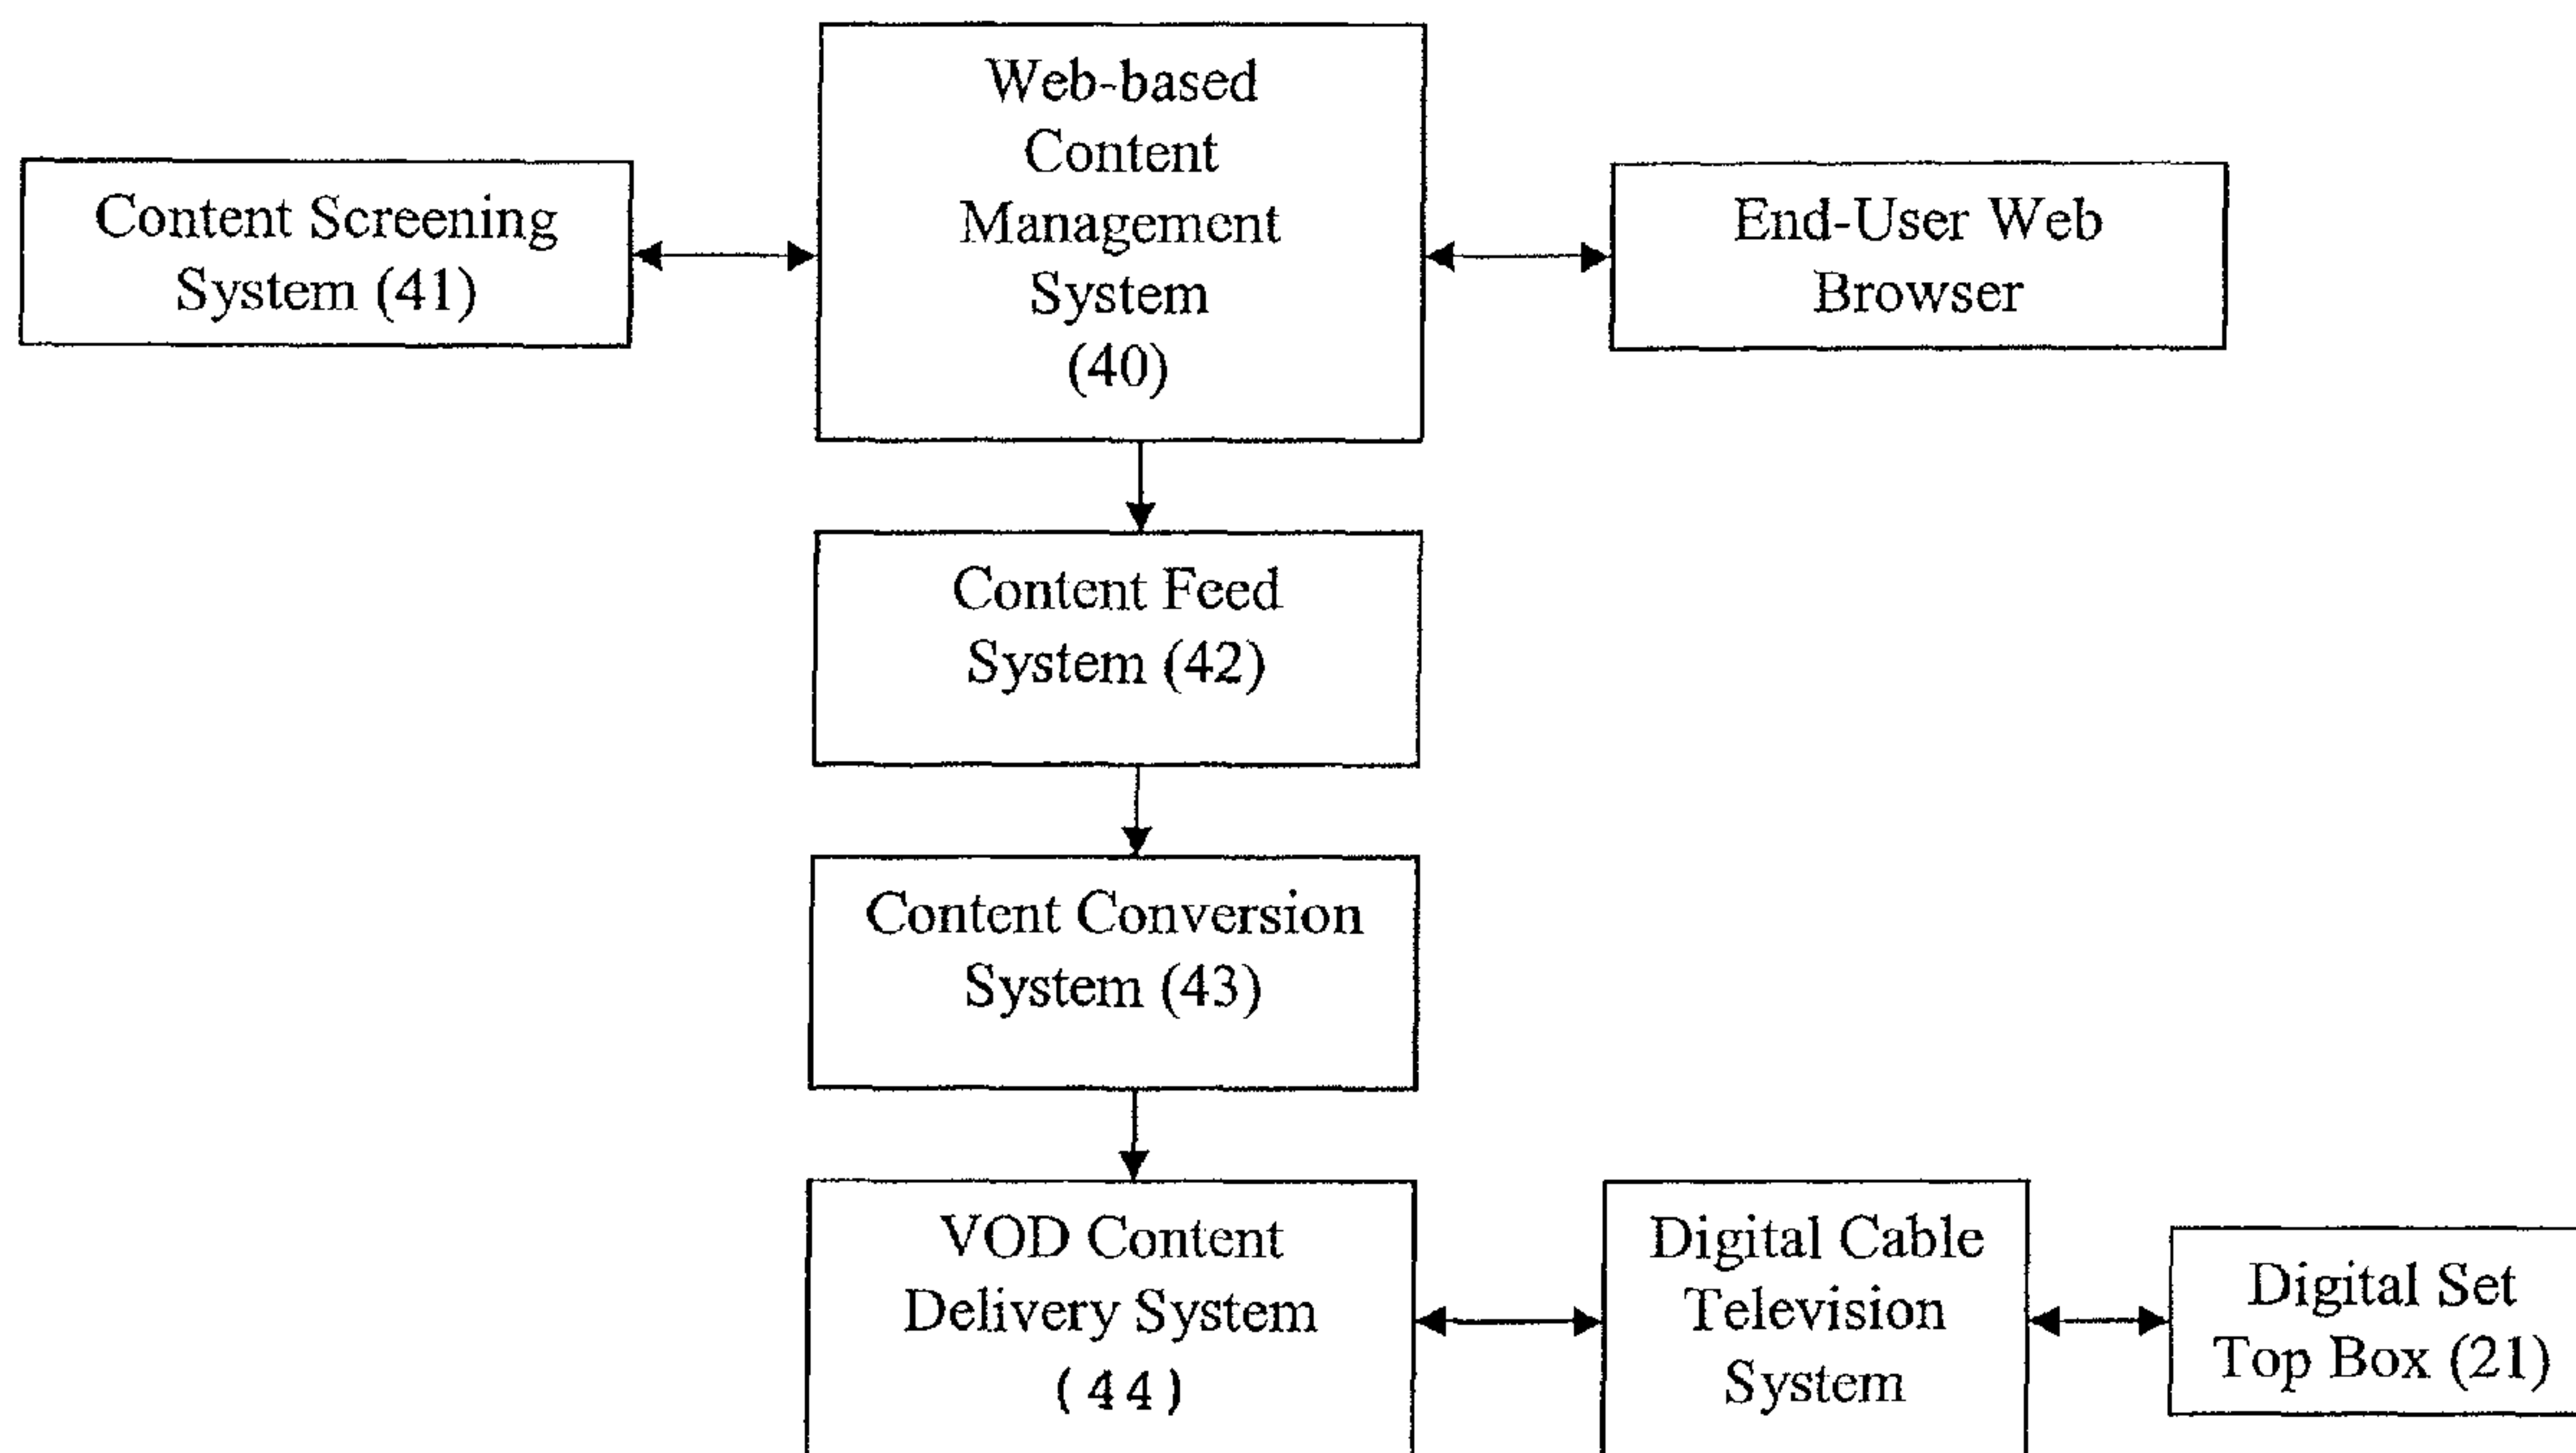 Web-based
Content
Management
System
(40)
Content Screening
System (41)
End-User Web
Browser
Content Feed
System (42)
Content Conversion
System (43)
VOD Content
Delivery System
(44)
Digital Cable
Television
System
Digital Set
Top Box (21)